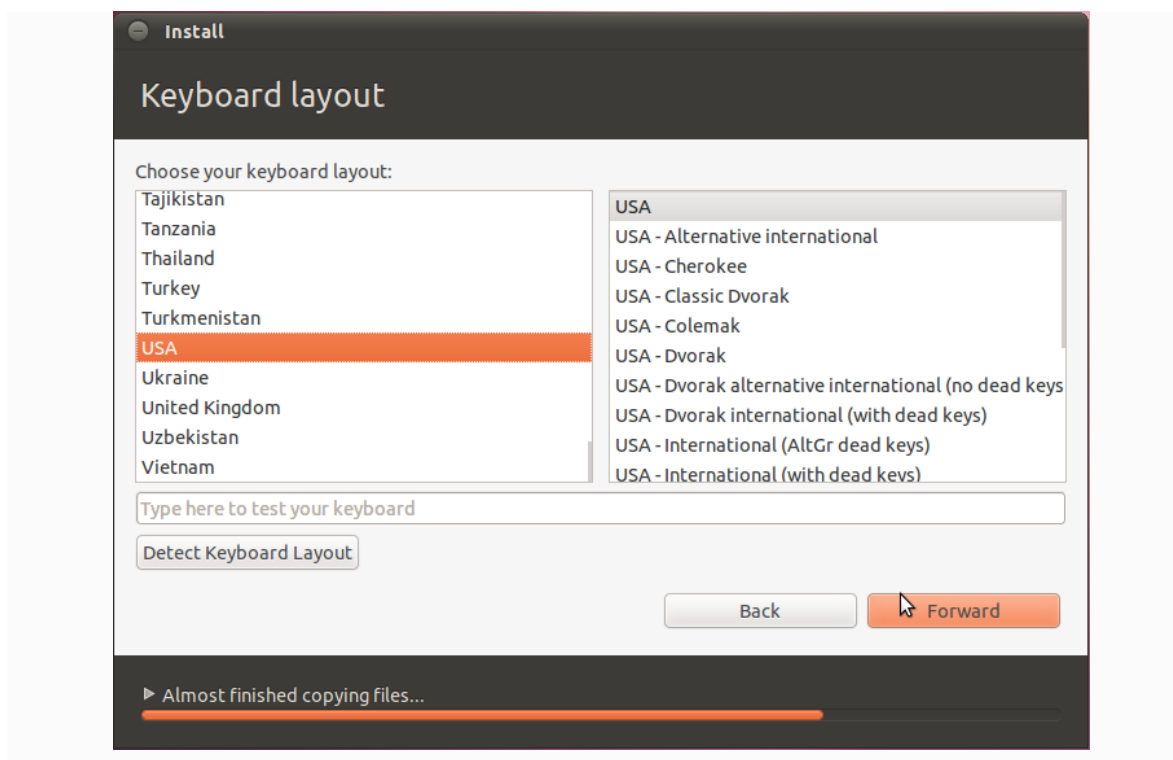 Install
Keyboard layout
Choose your keyboard layout:
Tajikistan
Tanzania
Thailand
Turkey
Turkmenistan
USA
Ukraine
United Kingdom
Uzbekistan
Vietnam
USA
USA - Alternative international
USA - Cherokee
USA - Classic Dvorak
USA - Colemak
USA - Dvorak
USA - Dvorak alternative international (no dead keys
USA - Dvorak international (with dead keys)
USA - International (AltGr dead keys)
USA - International (with dead keys)
Type here to test your keyboard
Detect Keyboard Layout
Back
Forward
Almost finished copying files...